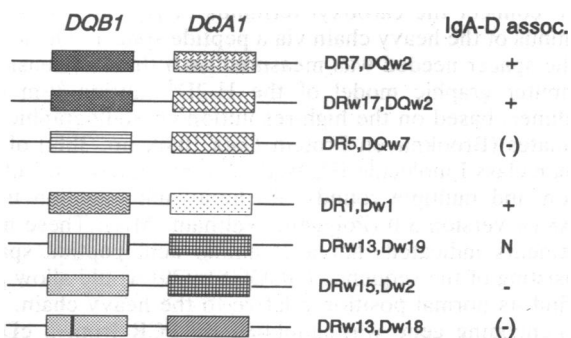 DQB1 DQA1 IgA-D assoc.
DR7,DQw2 +
DRw17,DQw2 +
DR5,DQw7 (-)
DR1,Dw1 +
DRw13,Dw19 N
DRw15,Dw2 -
DRw13,Dw18 (-)